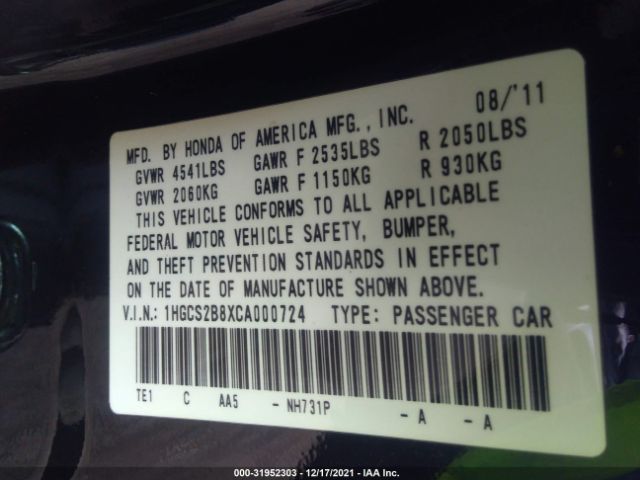 MFD. BY HONDA OF AMERICA MFG., INC. 08/'11
GVWR 4541LBS GAWR F 2535LBS R 2050LBS
GVWR 2060KG GAWR F 1150KG R 930KG
THIS VEHICLE CONFORMS TO ALL APPLICABLE
FEDERAL MOTOR VEHICLE SAFETY, BUMPER,
AND THEFT PREVENTION STANDARDS IN EFFECT
ON THE DATE OF MANUFACTURE SHOWN ABOVE.
V.I.N.: 1HGCS2B8XCA000724 TYPE: PASSENGER CAR
TE1 C AA5 - NH731P - A - A
000-31952303 - 12/17/2021 - IAA Inc.